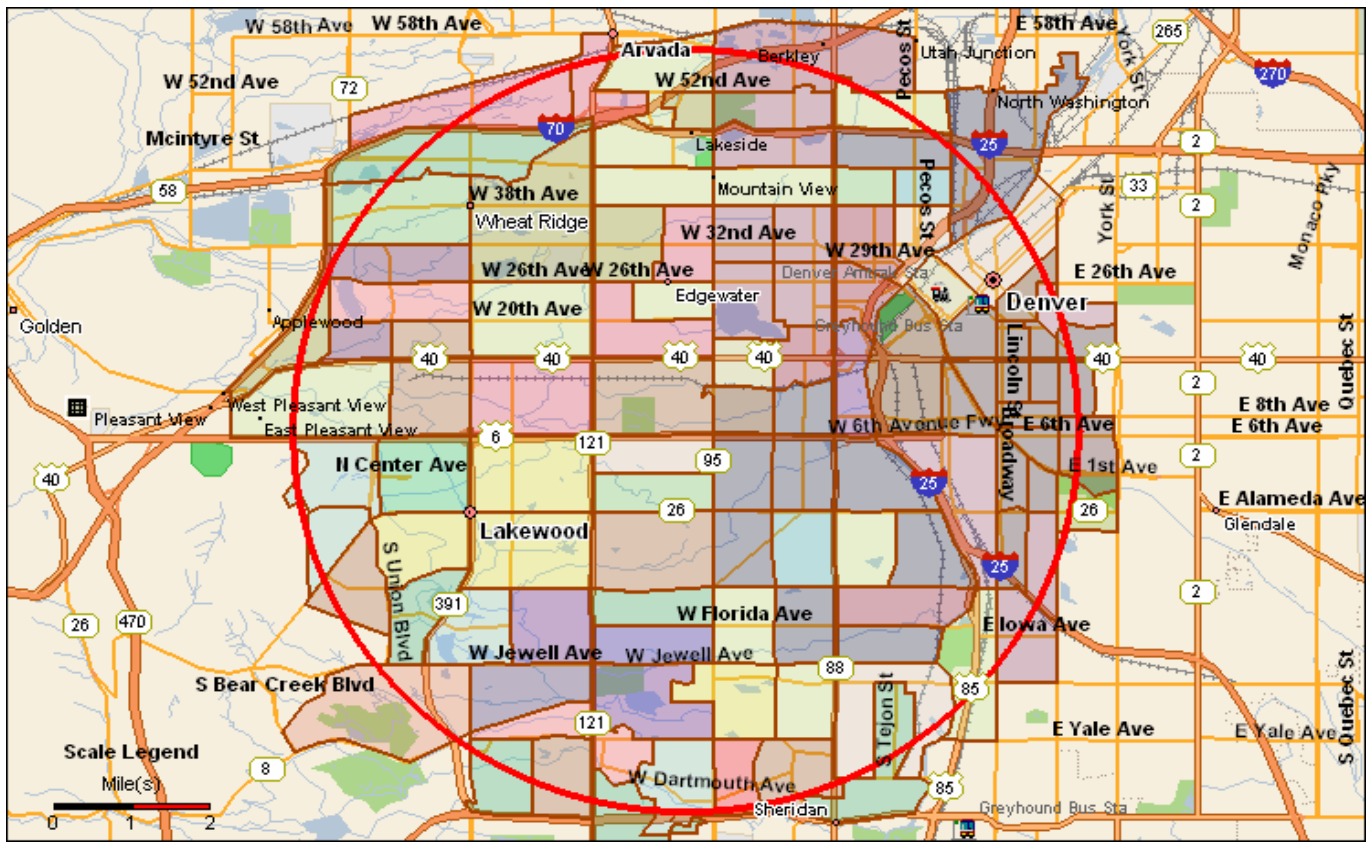 W 58th Ave
W 58th Ave
Pecos St
E 58th Ave
York St
265
Arvada
Berkley
Utah Junction
W 52nd Ave
W 52nd Ave
72
270
North Washington
Mcintyre St
70
Lakeside
25
2
58
W 38th Ave
Mountain View
Pecos St
33
York St
2
Monaco Pky
Wheat Ridge
W 32nd Ave
W 29th Ave
W 26th Ave
W 26th Ave
Denver Amtrak Sta
E 26th Ave
Edgewater
Denver
Golden
Applewood
W 20th Ave
Greyhound Bus Sta
Lincoln St
Quebec St
40
40
40
40
40
40
2
West Pleasant View
Pleasant View
East Pleasant View
E 8th Ave
W 6th Avenue Fwy
E 6th Ave
E 6th Ave
6
121
Broadway
N Center Ave
95
E 1st Ave
2
40
25
26
26
E Alameda Ave
Glendale
Lakewood
S Union Blvd
25
391
2
26
470
W Florida Ave
E Iowa Ave
W Jewell Ave
W Jewell Ave
88
S Quebec St
S Bear Creek Blvd
S Tejon St
85
121
E Yale Ave
E Yale Ave
Scale Legend
Mile(s)
8
W Dartmouth Ave
85
0 1 2
Sheridan
Greyhound Bus Sta